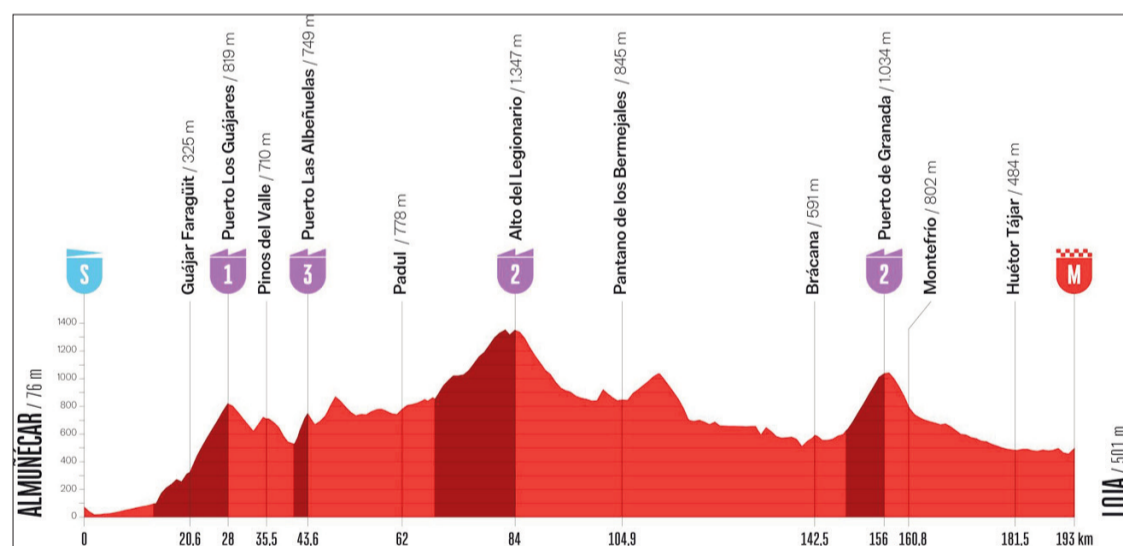 Guájar Faragüit / 325 m
Puerto Los Guájares / 819 m
Pinos del Valle / 710 m
Puerto Las Albeñuelas / 749 m
Padul / 778 m
Alto del Legionario / 1.347 m
Pantano de los Bermejales / 845 m
Brácana / 591 m
Puerto de Granada / 1.034 m
Montefrío / 802 m
Huétor Tájar / 484 m
S
1
3
2
2
M
1400
1200
1000
800
600
400
200
0
ALMUÑÉCAR / 76 m
LOJA / 501 m
0
20,6
28
35,5
43,6
62
84
104,9
142,5
156
160,8
181,5
193 km